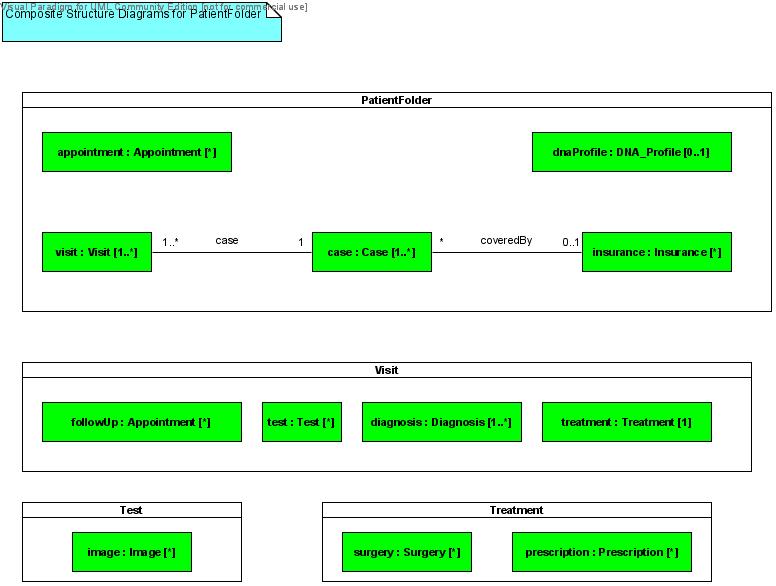 Visual Paradigm for UML Community Edition [not for commercial use]
Composite Structure Diagrams for PatientFolder
PatientFolder
appointment : Appointment [*]
dnaProfile : DNA_Profile [0..1]
visit : Visit [1..*]
1..*
case
1
case : Case [1..*]
*
coveredBy
0..1
insurance : Insurance [*]
Visit
followUp : Appointment [*]
test : Test [*]
diagnosis : Diagnosis [1..*]
treatment : Treatment [1]
Test
image : Image [*]
Treatment
surgery : Surgery [*]
prescription : Prescription [*]